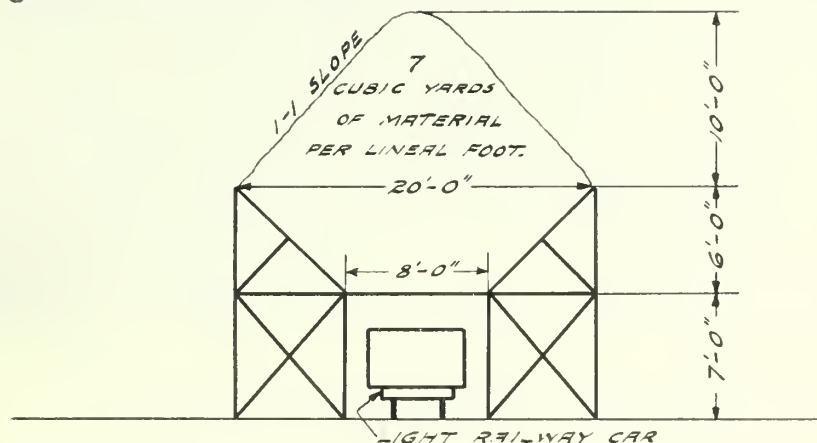 1-1 SLOPE
7
CUBIC YARDS
OF MATERIAL
PER LINEAL FOOT.
10'-0"
20'-0"
6'-0"
8'-0"
7'-0"
LIGHT RAILWAY CAR